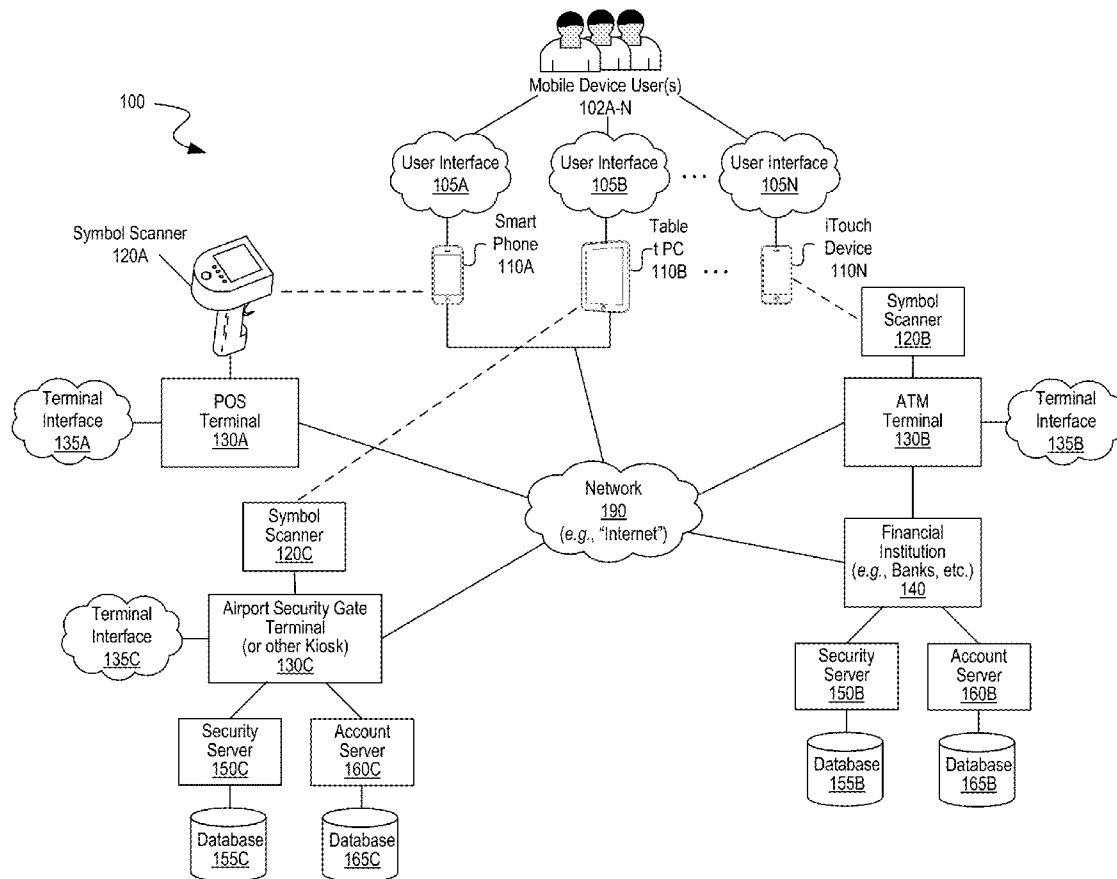 Mobile Device User(s)
102A-N
100
User Interface
105A
User Interface
105B
...
User Interface
105N
Symbol Scanner
120A
Smart
Phone
110A
Table
t PC
110B
...
iTouch
Device
110N
Symbol
Scanner
120B
Terminal
Interface
135A
POS
Terminal
130A
ATM
Terminal
130B
Terminal
Interface
135B
Network
190
(e.g., “Internet”)
Symbol
Scanner
120C
Financial
Institution
(e.g., Banks, etc.)
140
Terminal
Interface
135C
Airport Security Gate
Terminal
(or other Kiosk)
130C
Security
Server
150B
Account
Server
160B
Security
Server
150C
Account
Server
160C
Database
155B
Database
165B
Database
155C
Database
165C